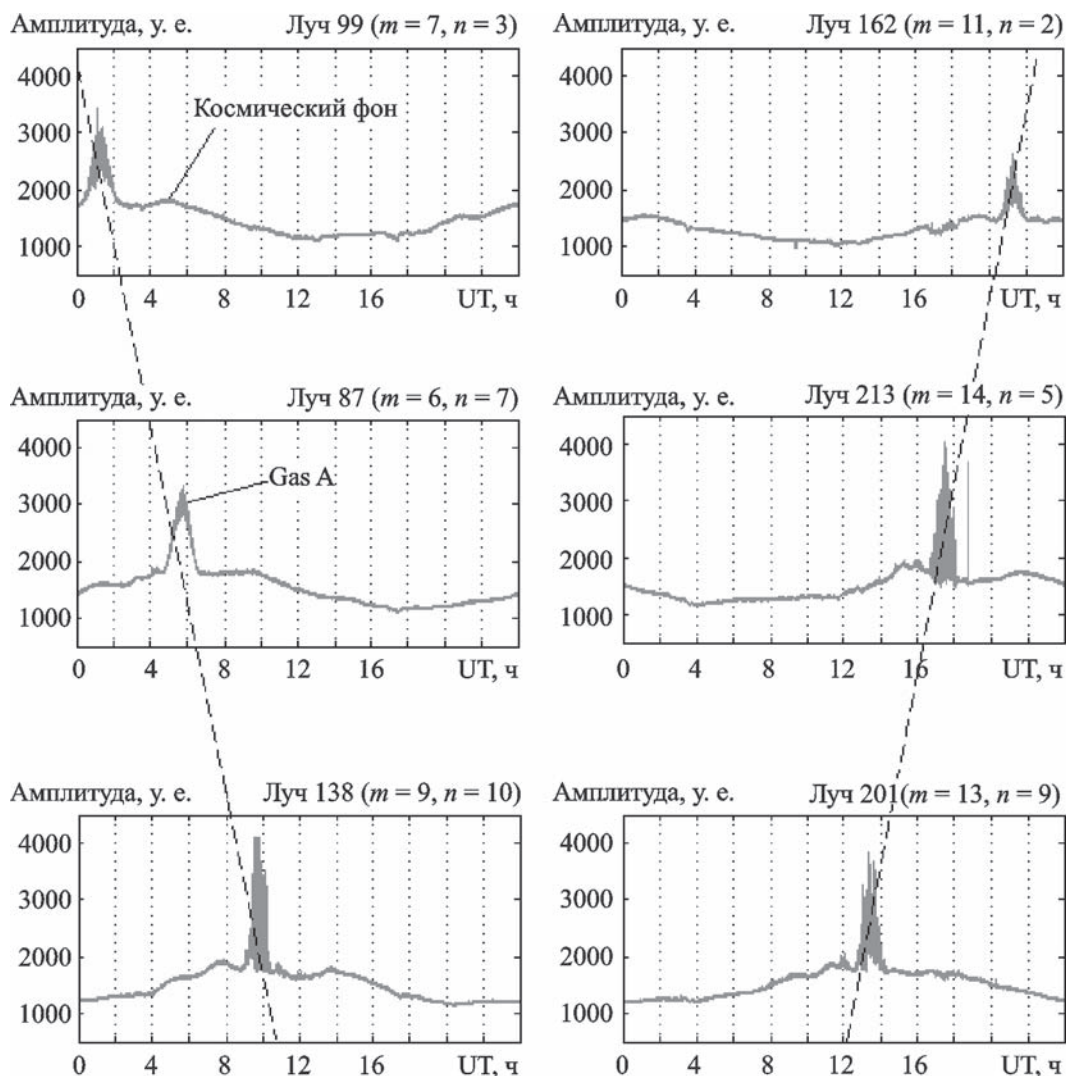 Амплитуда, у. е. Луч 99 (m = 7, n = 3)
4000
3000
2000
1000
Космический фон
0 4 8 12 16 UT, ч
Амплитуда, у. е. Луч 162 (m = 11, n = 2)
4000
3000
2000
1000
0 4 8 12 16 UT, ч
Амплитуда, у. е. Луч 87 (m = 6, n = 7)
4000
3000
2000
1000
Gas A
0 4 8 12 16 UT, ч
Амплитуда, у. е. Луч 213 (m = 14, n = 5)
4000
3000
2000
1000
0 4 8 12 16 UT, ч
Амплитуда, у. е. Луч 138 (m = 9, n = 10)
4000
3000
2000
1000
0 4 8 12 16 UT, ч
Амплитуда, у. е. Луч 201(m = 13, n = 9)
4000
3000
2000
1000
0 4 8 12 16 UT, ч